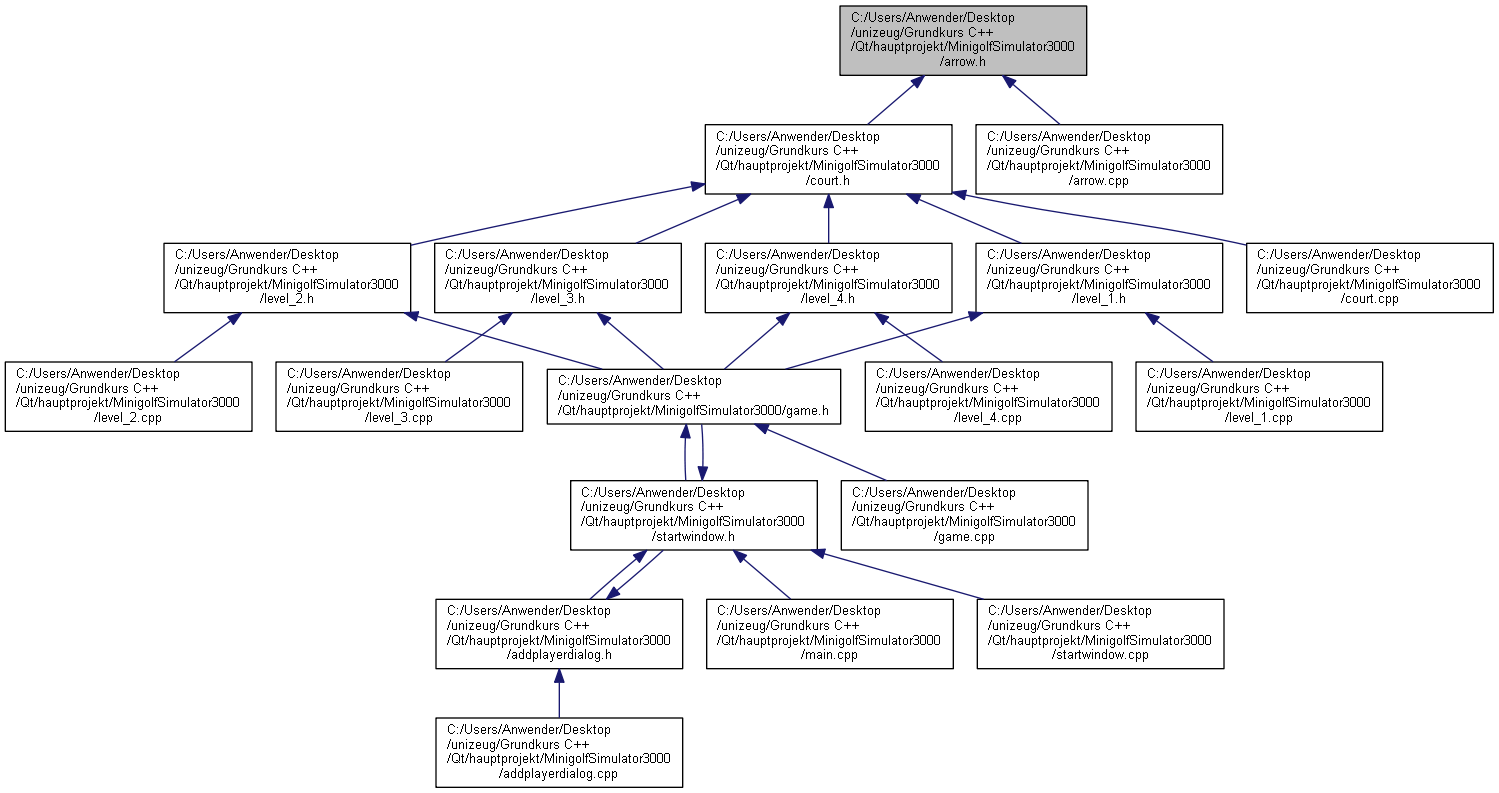 C:/Users/Anwender/Desktop
/unizeug/Grundkurs C++
/Qt/hauptprojekt/MinigolfSimulator3000
/arrow.h
C:/Users/Anwender/Desktop
/unizeug/Grundkurs C++
/Qt/hauptprojekt/MinigolfSimulator3000
/court.h
C:/Users/Anwender/Desktop
/unizeug/Grundkurs C++
/Qt/hauptprojekt/MinigolfSimulator3000
/arrow.cpp
C:/Users/Anwender/Desktop
/unizeug/Grundkurs C++
/Qt/hauptprojekt/MinigolfSimulator3000
/level_2.h
C:/Users/Anwender/Desktop
/unizeug/Grundkurs C++
/Qt/hauptprojekt/MinigolfSimulator3000
/level_3.h
C:/Users/Anwender/Desktop
/unizeug/Grundkurs C++
/Qt/hauptprojekt/MinigolfSimulator3000
/level_4.h
C:/Users/Anwender/Desktop
/unizeug/Grundkurs C++
/Qt/hauptprojekt/MinigolfSimulator3000
/level_1.h
C:/Users/Anwender/Desktop
/unizeug/Grundkurs C++
/Qt/hauptprojekt/MinigolfSimulator3000
/court.cpp
C:/Users/Anwender/Desktop
/unizeug/Grundkurs C++
/Qt/hauptprojekt/MinigolfSimulator3000
/level_2.cpp
C:/Users/Anwender/Desktop
/unizeug/Grundkurs C++
/Qt/hauptprojekt/MinigolfSimulator3000
/level_3.cpp
C:/Users/Anwender/Desktop
/unizeug/Grundkurs C++
/Qt/hauptprojekt/MinigolfSimulator3000/game.h
C:/Users/Anwender/Desktop
/unizeug/Grundkurs C++
/Qt/hauptprojekt/MinigolfSimulator3000
/level_4.cpp
C:/Users/Anwender/Desktop
/unizeug/Grundkurs C++
/Qt/hauptprojekt/MinigolfSimulator3000
/level_1.cpp
C:/Users/Anwender/Desktop
/unizeug/Grundkurs C++
/Qt/hauptprojekt/MinigolfSimulator3000
/startwindow.h
C:/Users/Anwender/Desktop
/unizeug/Grundkurs C++
/Qt/hauptprojekt/MinigolfSimulator3000
/game.cpp
C:/Users/Anwender/Desktop
/unizeug/Grundkurs C++
/Qt/hauptprojekt/MinigolfSimulator3000
/addplayerdialog.h
C:/Users/Anwender/Desktop
/unizeug/Grundkurs C++
/Qt/hauptprojekt/MinigolfSimulator3000
/main.cpp
C:/Users/Anwender/Desktop
/unizeug/Grundkurs C++
/Qt/hauptprojekt/MinigolfSimulator3000
/startwindow.cpp
C:/Users/Anwender/Desktop
/unizeug/Grundkurs C++
/Qt/hauptprojekt/MinigolfSimulator3000
/addplayerdialog.cpp